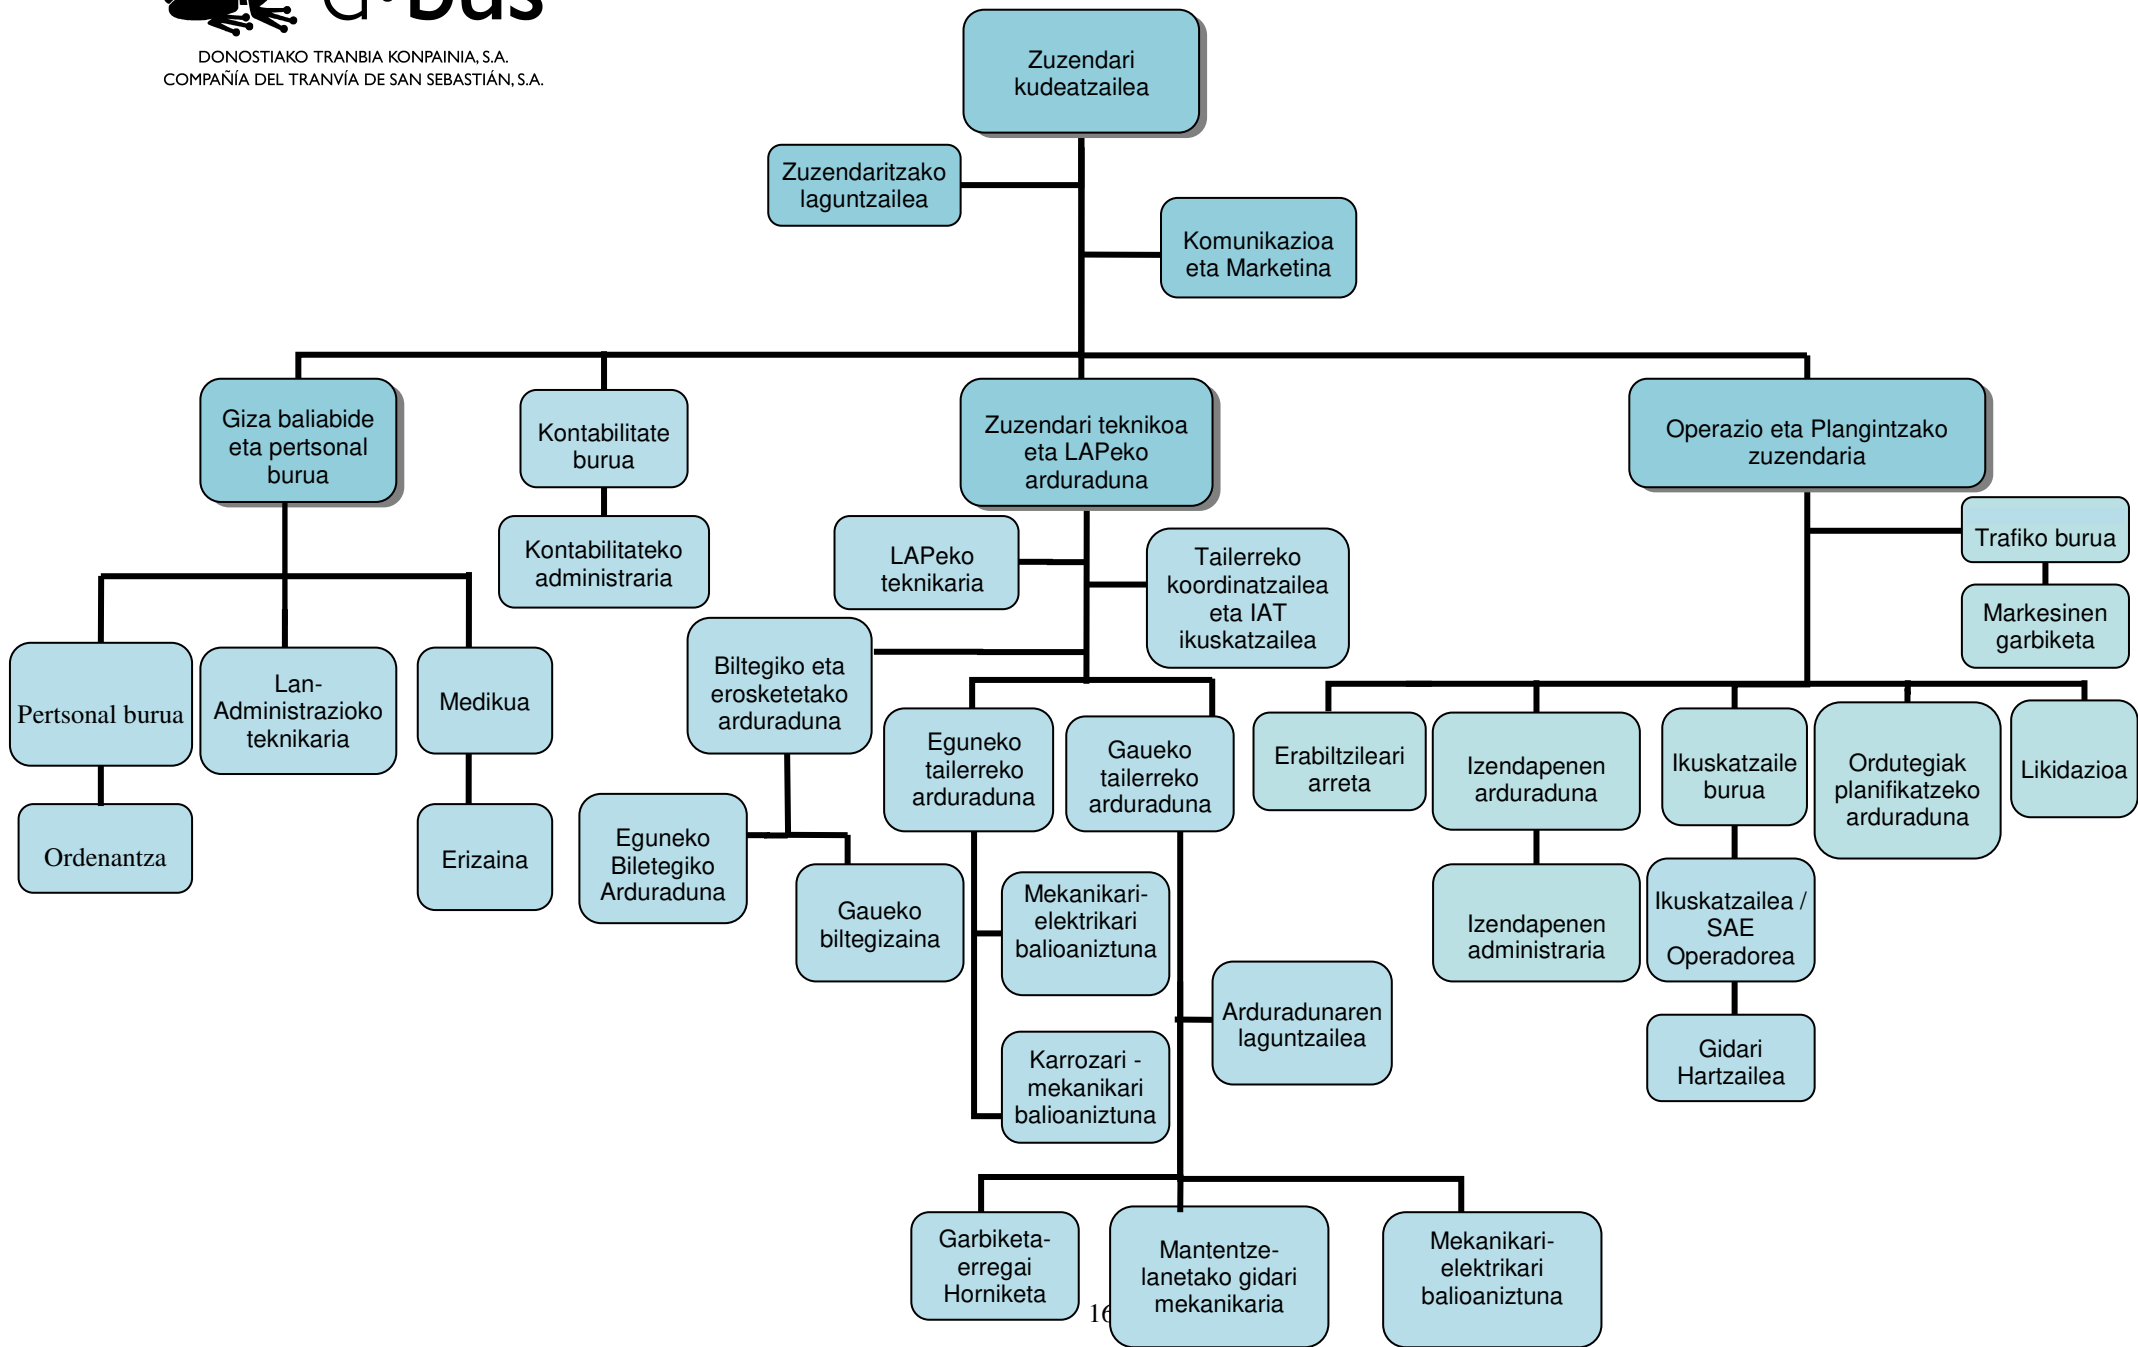 d·bus
DONOSTIAKO TRANBIA KONPAINIA, S.A.
COMPAÑÍA DEL TRANVÍA DE SAN SEBASTIÁN, S.A.
Zuzendari
kudeatzailea
Zuzendaritzako
laguntzailea
Komunikazioa
eta Marketina
Giza baliabide
eta pertsonal
burua
Kontabilitate
burua
Zuzendari teknikoa
eta LAPeko
arduraduna
Operazio eta Plangintzako
zuzendaria
Kontabilitateko
administraria
LAPeko
teknikaria
Tailerreko
koordinatzailea
eta IAT
ikuskatzailea
Trafiko burua
Markesinen
garbiketa
Pertsonal burua
Lan-
Administrazioko
teknikaria
Medikua
Biltegiko eta
erosketetako
arduraduna
Eguneko
tailerreko
arduraduna
Gaueko
tailerreko
arduraduna
Erabiltzileari
arreta
Izendapenen
arduraduna
Ikuskatzaile
burua
Ordutegiak
planifikatzeko
arduraduna
Likidazioa
Ordenantza
Erizaina
Eguneko
Biletegiko
Arduraduna
Gaueko
biltegizaina
Mekanikari-
elektrikari
balioaniztuna
Izendapenen
administraria
Ikuskatzailea /
SAE
Operadorea
Arduradunaren
laguntzailea
Karrozari -
mekanikari
balioaniztuna
Gidari
Hartzailea
Garbiketa-
erregai
Horniketa
Mantentze-
lanetako gidari
mekanikaria
Mekanikari-
elektrikari
balioaniztuna
16